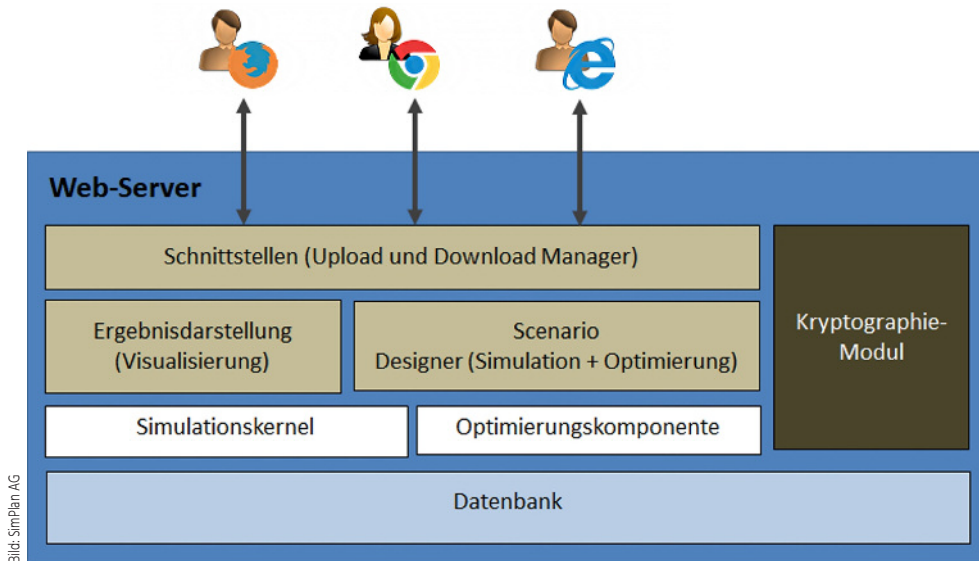 Web-Server
Schnittstellen (Upload und Download Manager)
Ergebnisdarstellung
(Visualisierung)
Scenario
Designer (Simulation + Optimierung)
Kryptographie-
Modul
Simulationskernel
Optimierungskomponente
Datenbank
Bild: SimPlan AG